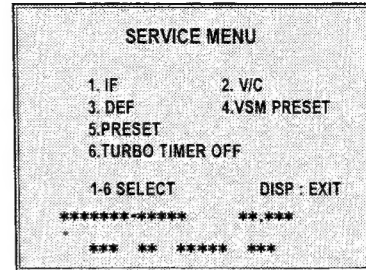 SERVICE MENU
1. IF 2. V/C
3. DEF 4.VSM PRESET
5.PRESET
6.TURBO TIMER OFF
1-6 SELECT DISP : EXIT
*******-***** **.***
*** ** ***** ***